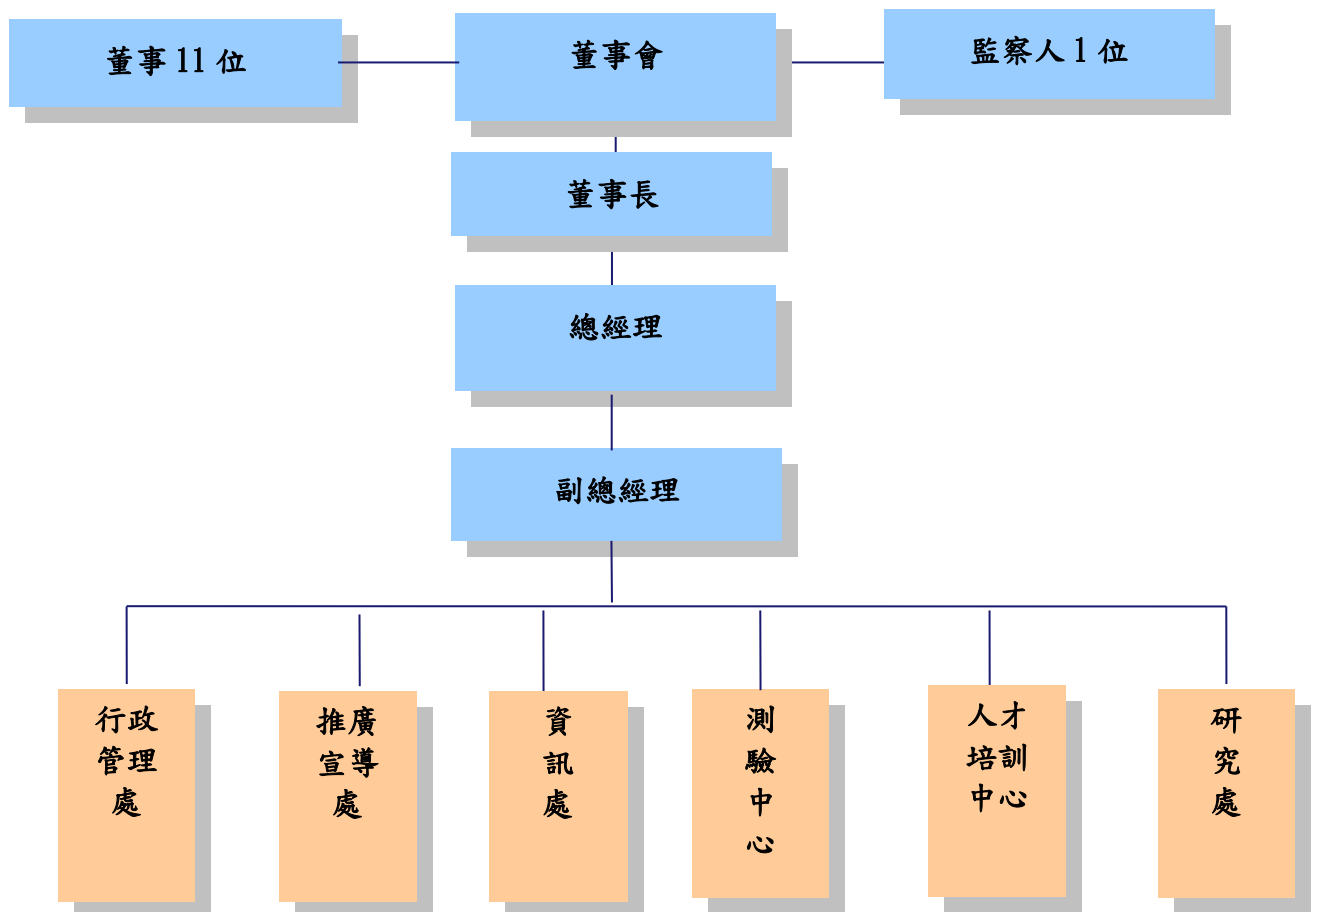 董事 11 位
董事會
監察人 1 位
董事長
總經理
副總經理
行政
管理
處
推廣
宣導
處
資
訊
處
測
驗
中
心
人才
培訓
中心
研
究
處